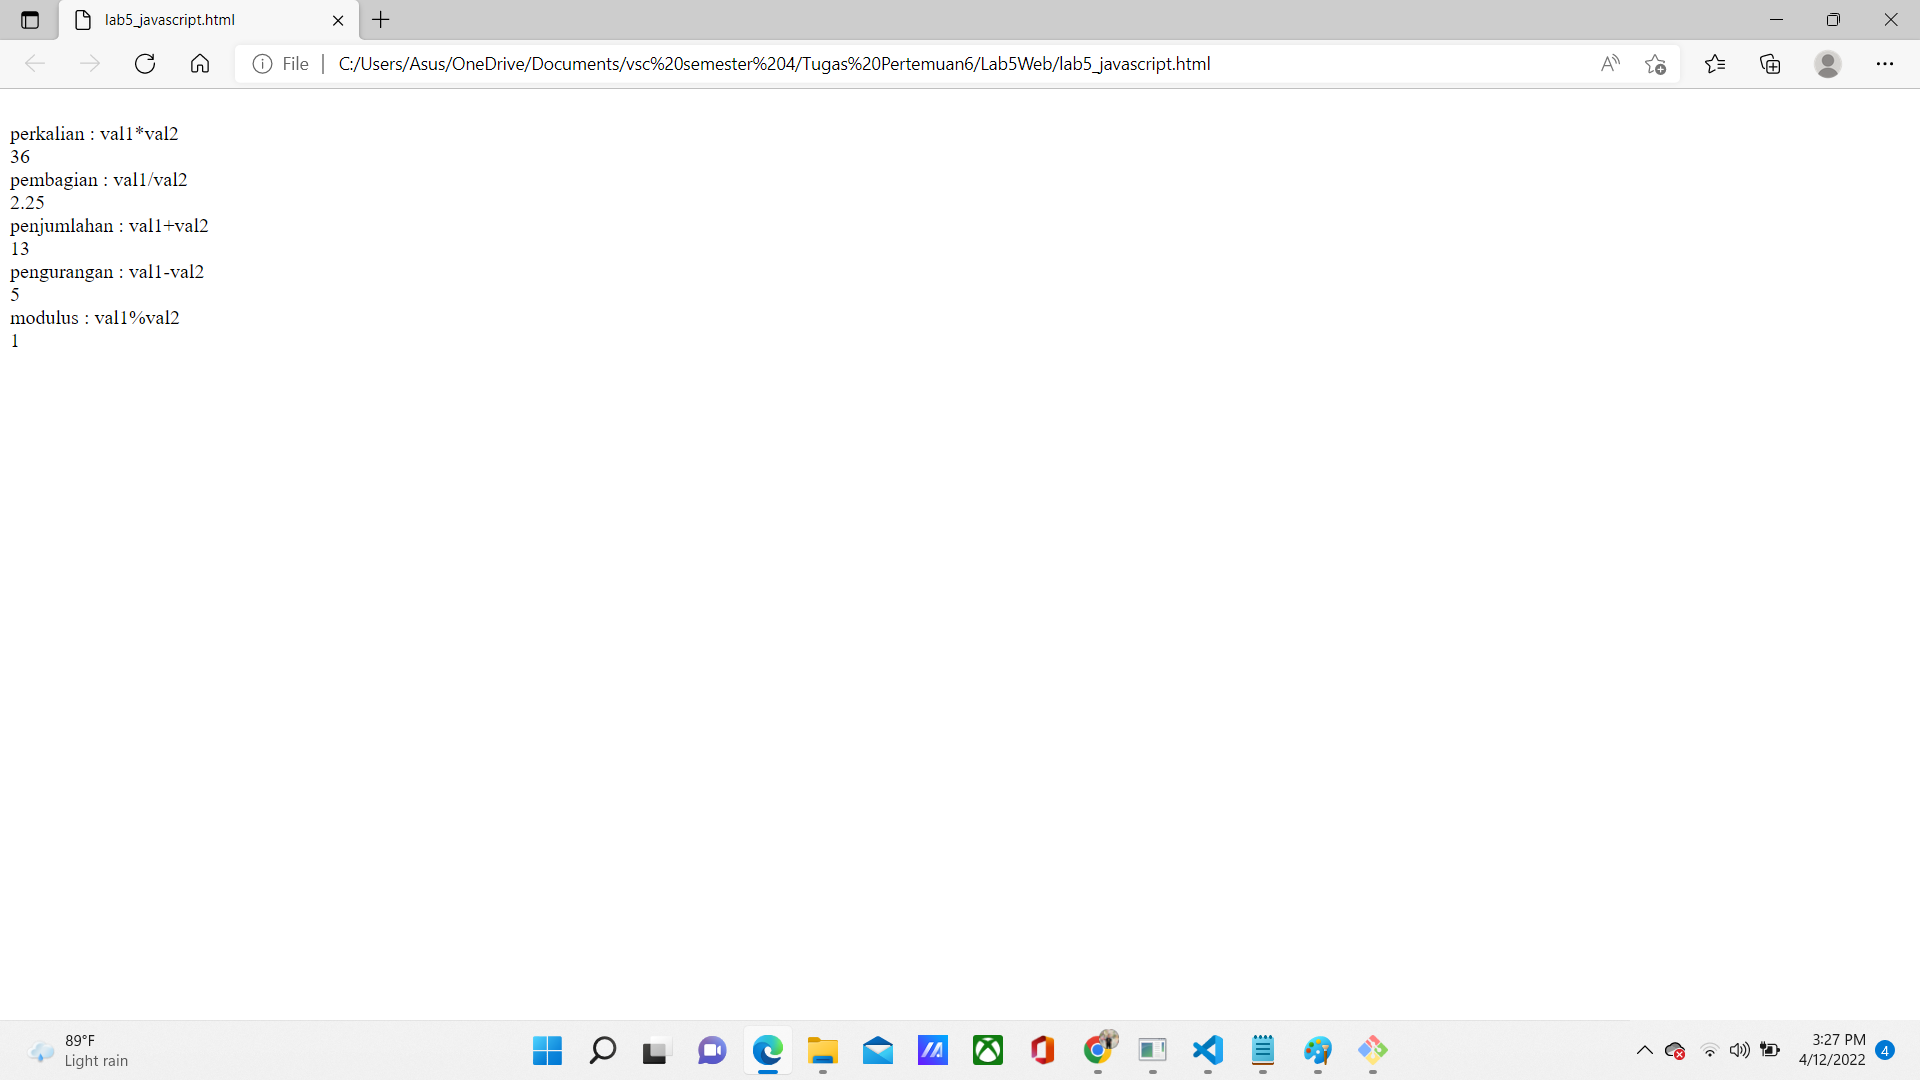 lab5_javascript.html
File
C:/Users/Asus/OneDrive/Documents/vsc%20semester%204/Tugas%20Pertemuan6/Lab5Web/lab5_javascript.html
perkalian : val1*val2
36
pembagian : val1/val2
2.25
penjumlahan : val1+val2
13
pengurangan : val1-val2
5
modulus : val1%val2
1
89°F
Light rain
3:27 PM
4/12/2022
4